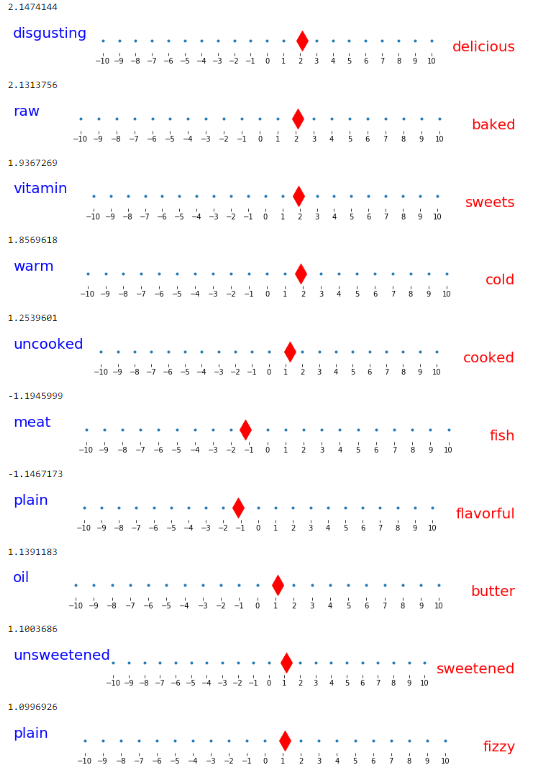 2.1474144
disgusting
delicious
−10 −9 −8 −7 −6 −5 −4 −3 −2 −1 0 1 2 3 4 5 6 7 8 9 10
2.1313756
raw
baked
−10 −9 −8 −7 −6 −5 −4 −3 −2 −1 0 1 2 3 4 5 6 7 8 9 10
1.9367269
vitamin
sweets
−10 −9 −8 −7 −6 −5 −4 −3 −2 −1 0 1 2 3 4 5 6 7 8 9 10
1.8569618
warm
cold
−10 −9 −8 −7 −6 −5 −4 −3 −2 −1 0 1 2 3 4 5 6 7 8 9 10
1.2539601
uncooked
cooked
−10 −9 −8 −7 −6 −5 −4 −3 −2 −1 0 1 2 3 4 5 6 7 8 9 10
-1.1945999
meat
fish
−10 −9 −8 −7 −6 −5 −4 −3 −2 −1 0 1 2 3 4 5 6 7 8 9 10
-1.1467173
plain
flavorful
−10 −9 −8 −7 −6 −5 −4 −3 −2 −1 0 1 2 3 4 5 6 7 8 9 10
1.1391183
oil
butter
−10 −9 −8 −7 −6 −5 −4 −3 −2 −1 0 1 2 3 4 5 6 7 8 9 10
1.1003686
unsweetened
sweetened
−10 −9 −8 −7 −6 −5 −4 −3 −2 −1 0 1 2 3 4 5 6 7 8 9 10
1.0996926
plain
fizzy
−10 −9 −8 −7 −6 −5 −4 −3 −2 −1 0 1 2 3 4 5 6 7 8 9 10